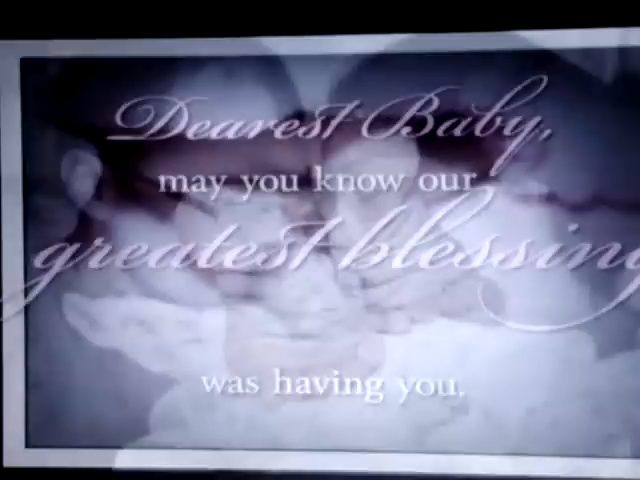 Dearest Baby,
may you know our
greatest blessing
was having you.